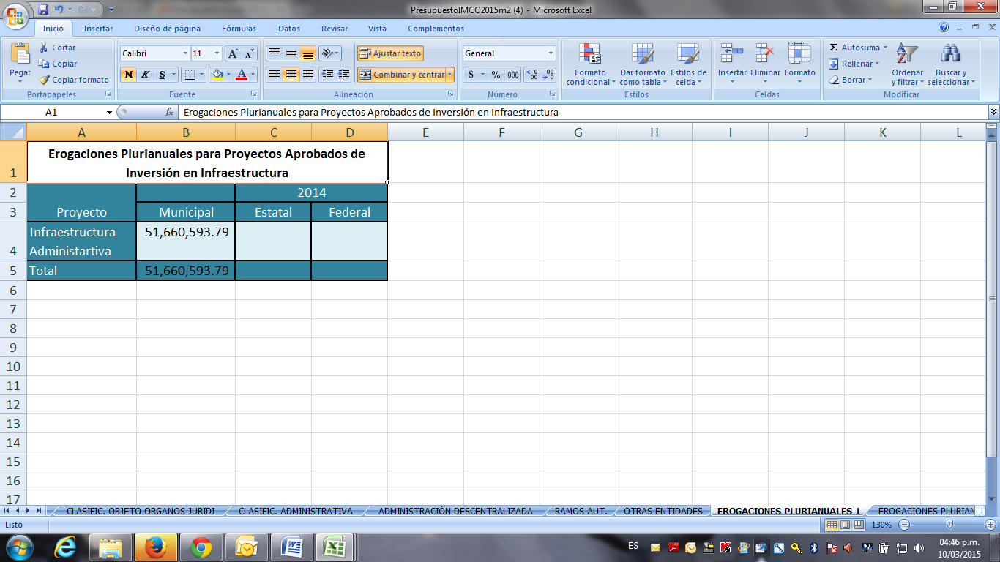 PresupuestoIMCO2015m2 (4) - Microsoft Excel
Inicio Insertar Diseño de página Fórmulas Datos Revisar Vista Complementos
Pegar
Cortar
Copiar
Copiar formato
Portapapeles
Calibri 11
N K S
Fuente
Ajustar texto
Combinar y centrar
Alineación
General
$ % 000
Número
Formato condicional
Dar formato como tabla
Estilos de celda
Estilos
Insertar Eliminar Formato
Celdas
Σ Autosuma
Rellenar
Borrar
Ordenar y filtrar
Buscar y seleccionar
Modificar
A1 fx Erogaciones Plurianuales para Proyectos Aprobados de Inversión en Infraestructura
A B C D E F G H I J K L
1 Erogaciones Plurianuales para Proyectos Aprobados de
Inversión en Infraestructura
2 2014
3 Proyecto Municipal Estatal Federal
4 Infraestructura 51,660,593.79
Administartiva
5 Total 51,660,593.79
6
7
8
9
10
11
12
13
14
15
16
17
CLASIFIC. OBJETO ORGANOS JURIDI CLASIFIC. ADMINISTRATIVA ADMINISTRACIÓN DESCENTRALIZADA RAMOS AUT. OTRAS ENTIDADES EROGACIONES PLURIANUALES 1 EROGACIONES PLURIAN
Listo 130%
ES 04:46 p.m.
10/03/2015